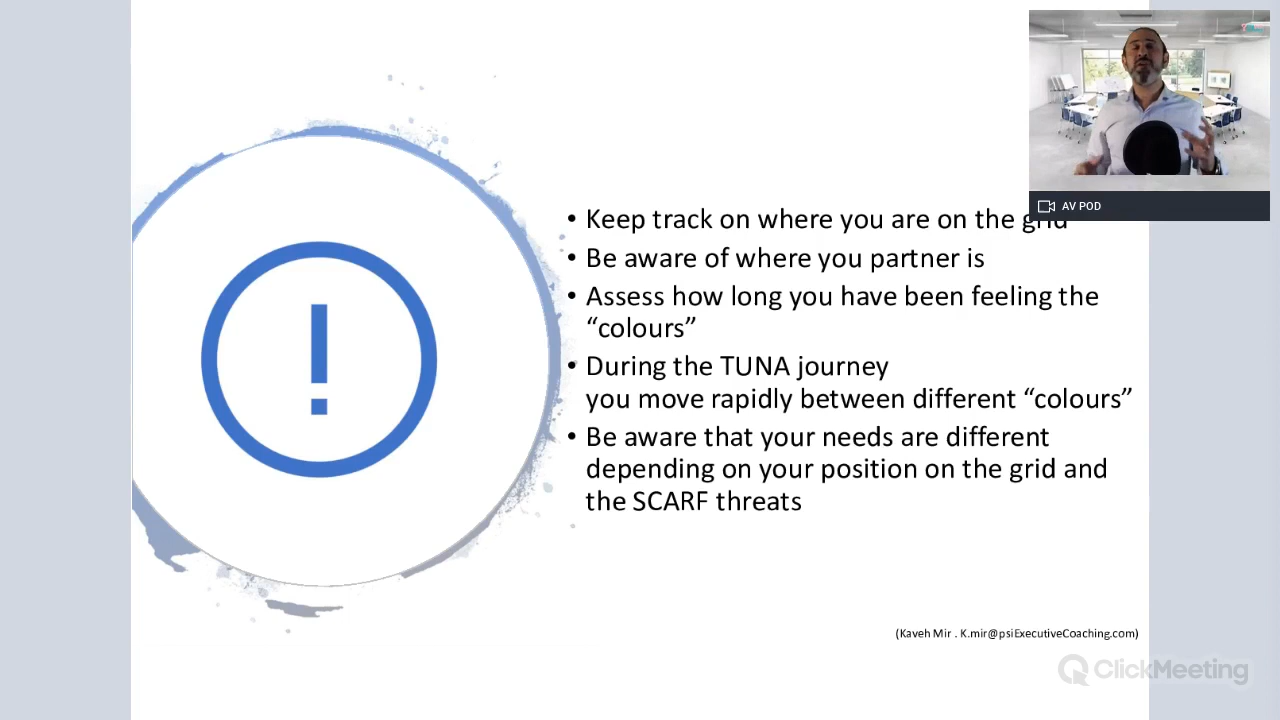 AV POD
• Keep track on where you are on the grid
• Be aware of where you partner is
• Assess how long you have been feeling the
“colours”
• During the TUNA journey
you move rapidly between different “colours”
• Be aware that your needs are different
depending on your position on the grid and
the SCARF threats
(Kaveh Mir . K.mir@psiExecutiveCoaching.com)
ClickMeeting